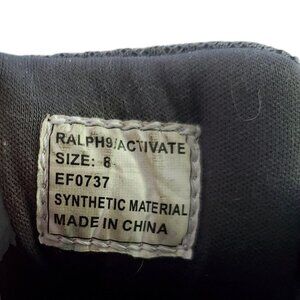 RALPH9/ACTIVATE
SIZE: 8
EF0737
SYNTHETIC MATERIAL
MADE IN CHINA